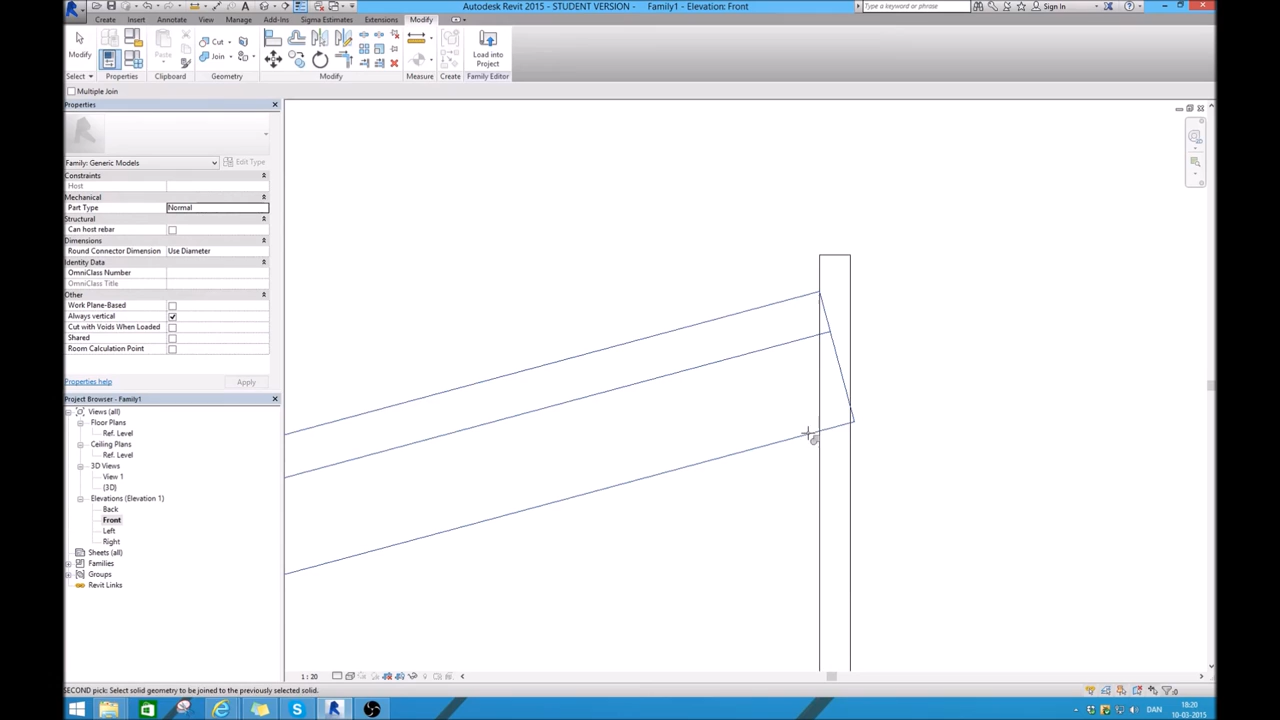 Autodesk Revit 2015 - STUDENT VERSION - Family1 - Elevation: Front
Type a keyword or phrase
Sign In
Create Insert Annotate View Manage Add-Ins Sigma Estimates Extensions Modify
Modify
Paste
Cut
Join
Load into
Project
Select Properties Clipboard Geometry Modify Measure Create Family Editor
Multiple Join
Properties
Family: Generic Models
Edit Type
Constraints
Host
Mechanical
Part Type Normal
Structural
Can host rebar
Dimensions
Round Connector Dimension Use Diameter
Identity Data
OmniClass Number
OmniClass Title
Other
Work Plane-Based
Always vertical
Cut with Voids When Loaded
Shared
Room Calculation Point
Properties help
Apply
Project Browser - Family1
Views (all)
Floor Plans
Ref. Level
Ceiling Plans
Ref. Level
3D Views
View 1
{3D}
Elevations (Elevation 1)
Back
Front
Left
Right
Sheets (all)
Families
Groups
Revit Links
1 : 20
SECOND pick: Select solid geometry to be joined to the previously selected solid.
:0
DAN
18:20
10-03-2015